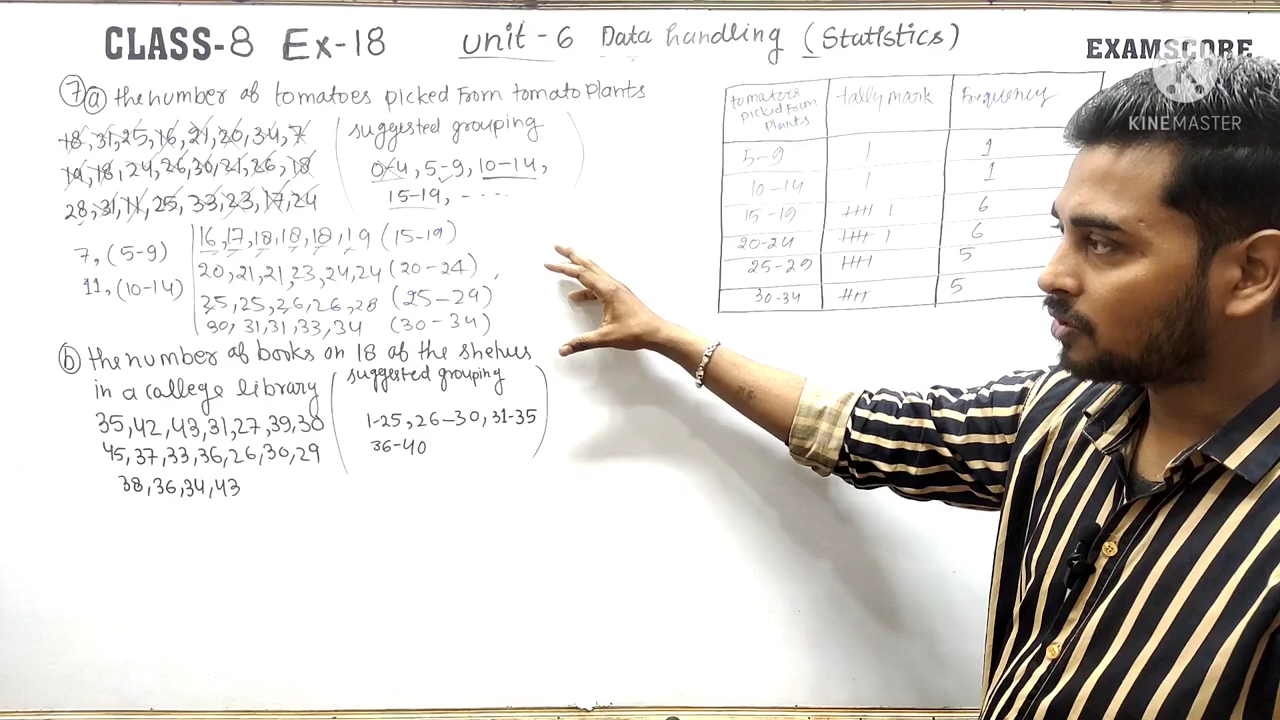 CLASS-8 Ex-18 unit-6 Data handling (Statistics)
EXAMSCORE
KINEMASTER
7 a the number of tomatoes picked From tomato Plants
18, 31, 25, 16, 21, 20, 34, 7
19, 18, 24, 26, 30, 21, 26, 18
28, 31, 11, 25, 33, 23, 17, 24
suggested grouping
0-4, 5-9, 10-14,
15-19, - - - -
7, (5-9)
11, (10-14)
16, 17, 18, 18, 18, 19 (15-19)
20, 21, 21, 23, 24, 24 (20-24)
25, 25, 26, 26, 28 (25-29)
30, 31, 31, 33, 34 (30-34)
b the number of books on 18 of the shelves
in a college library
35, 42, 43, 31, 27, 39, 30
45, 37, 33, 36, 26, 30, 29
38, 36, 34, 43
suggested grouping
1-25, 26-30, 31-35
36-40
tomatoes picked From Plants tally mark Frequency
5-9 | 1
10-14 | 1
15-19 |||| | 6
20-24 |||| | 6
25-29 |||| 5
30-34 |||| 5